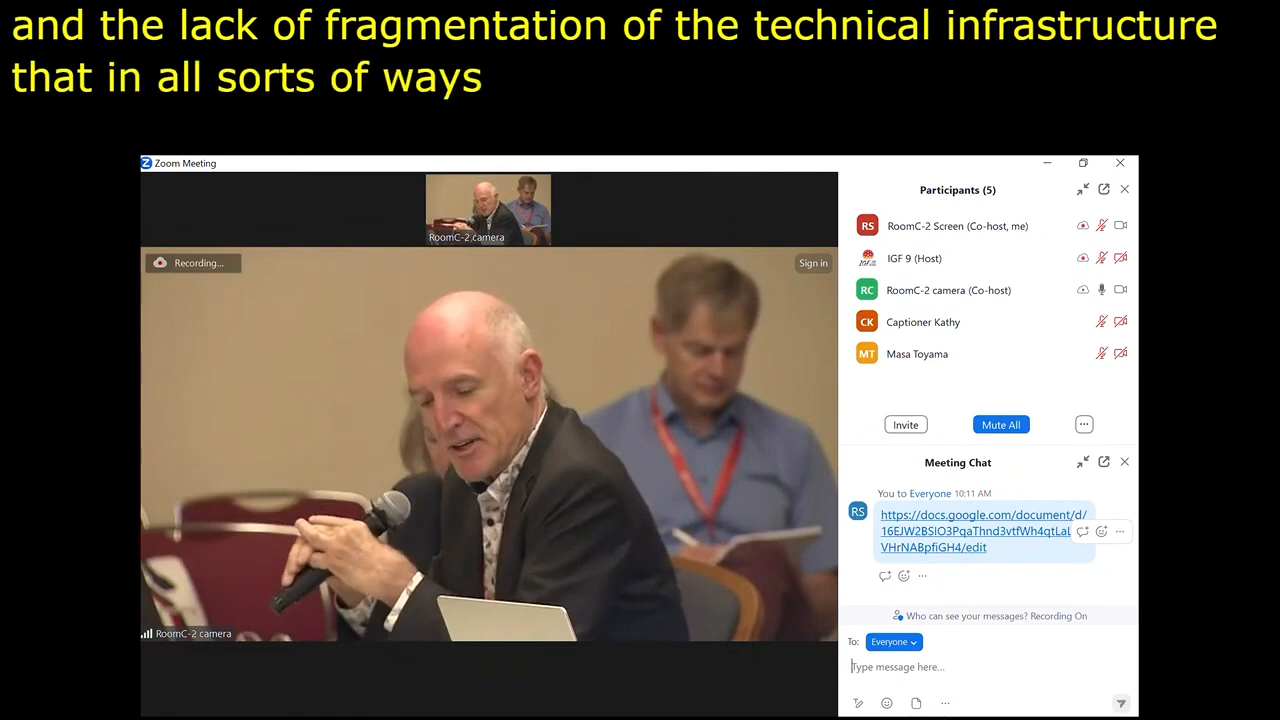 and the lack of fragmentation of the technical infrastructure
that in all sorts of ways
Zoom Meeting
RoomC-2 camera
Recording...
Sign in
RoomC-2 camera
Participants (5)
RS RoomC-2 Screen (Co-host, me)
IGF 9 (Host)
RC RoomC-2 camera (Co-host)
CK Captioner Kathy
MT Masa Toyama
Invite
Mute All
Meeting Chat
You to Everyone 10:11 AM
RS
https://docs.google.com/document/d/
VHrNABpfiGH4/edit
Who can see your messages? Recording On
To: Everyone
Type message here...